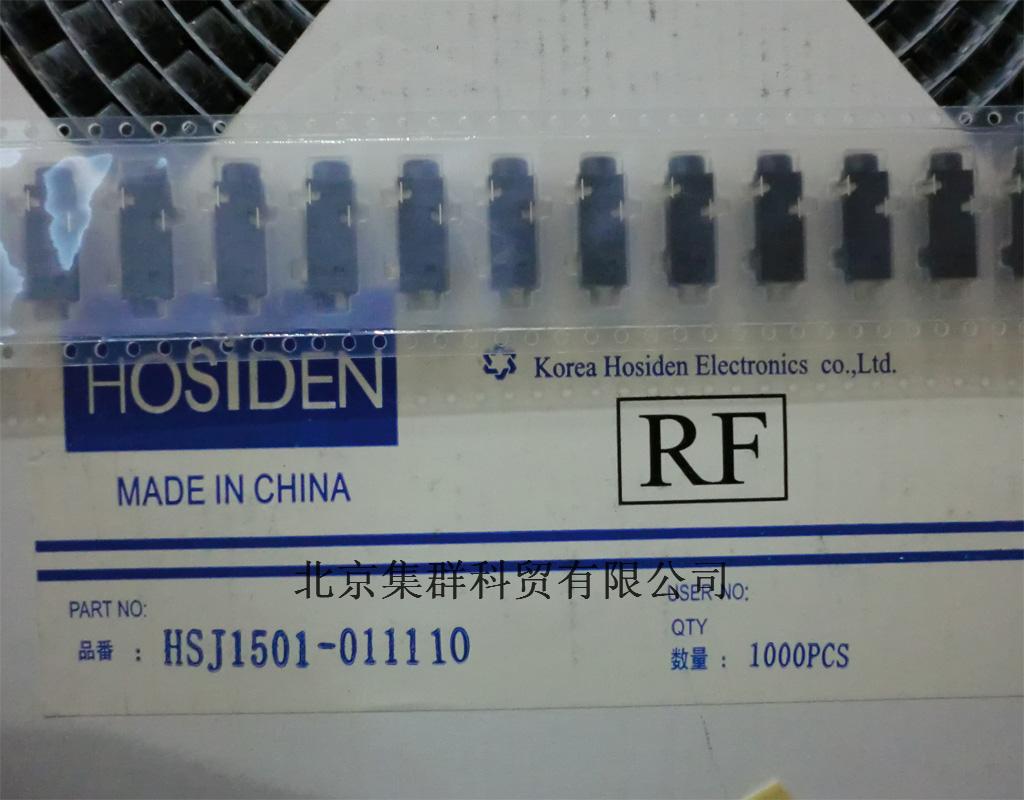 HOSIDEN
Korea Hosiden Electronics co.,Ltd.
RF
MADE IN CHINA
北京集群科贸有限公司
PART NO:
USER NO:
品番 : HSJ1501-011110
QTY
数量 : 1000PCS